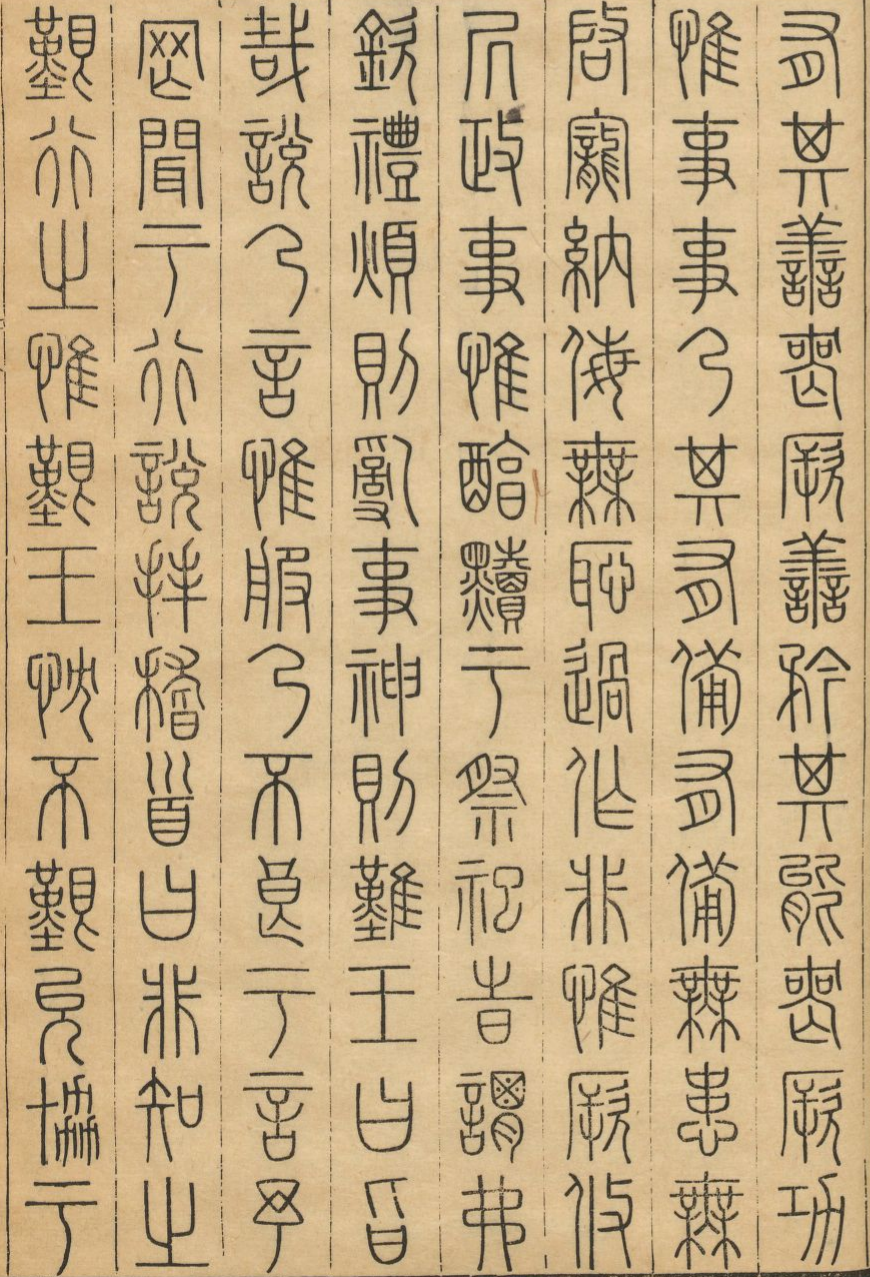 有其善喪厥善矜其能喪厥功
惟事事乃其有備有備無患無
啟寵納侮無恥過作非惟厥攸
居政事惟醇黷于祭祀時謂弗
欽禮煩則亂事神則難王曰旨
哉說乃言惟服乃不良于言予
罔聞于行說拜稽首曰非知之
艱行之惟艱王忱不艱允協于